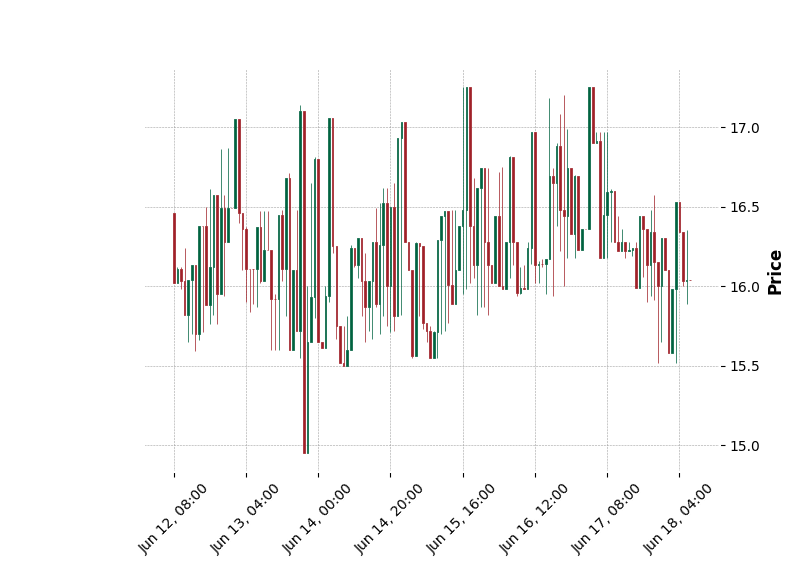 17.0
16.5
16.0
15.5
15.0
Price
Jun 12, 08:00
Jun 13, 04:00
Jun 14, 00:00
Jun 14, 20:00
Jun 15, 16:00
Jun 16, 12:00
Jun 17, 08:00
Jun 18, 04:00